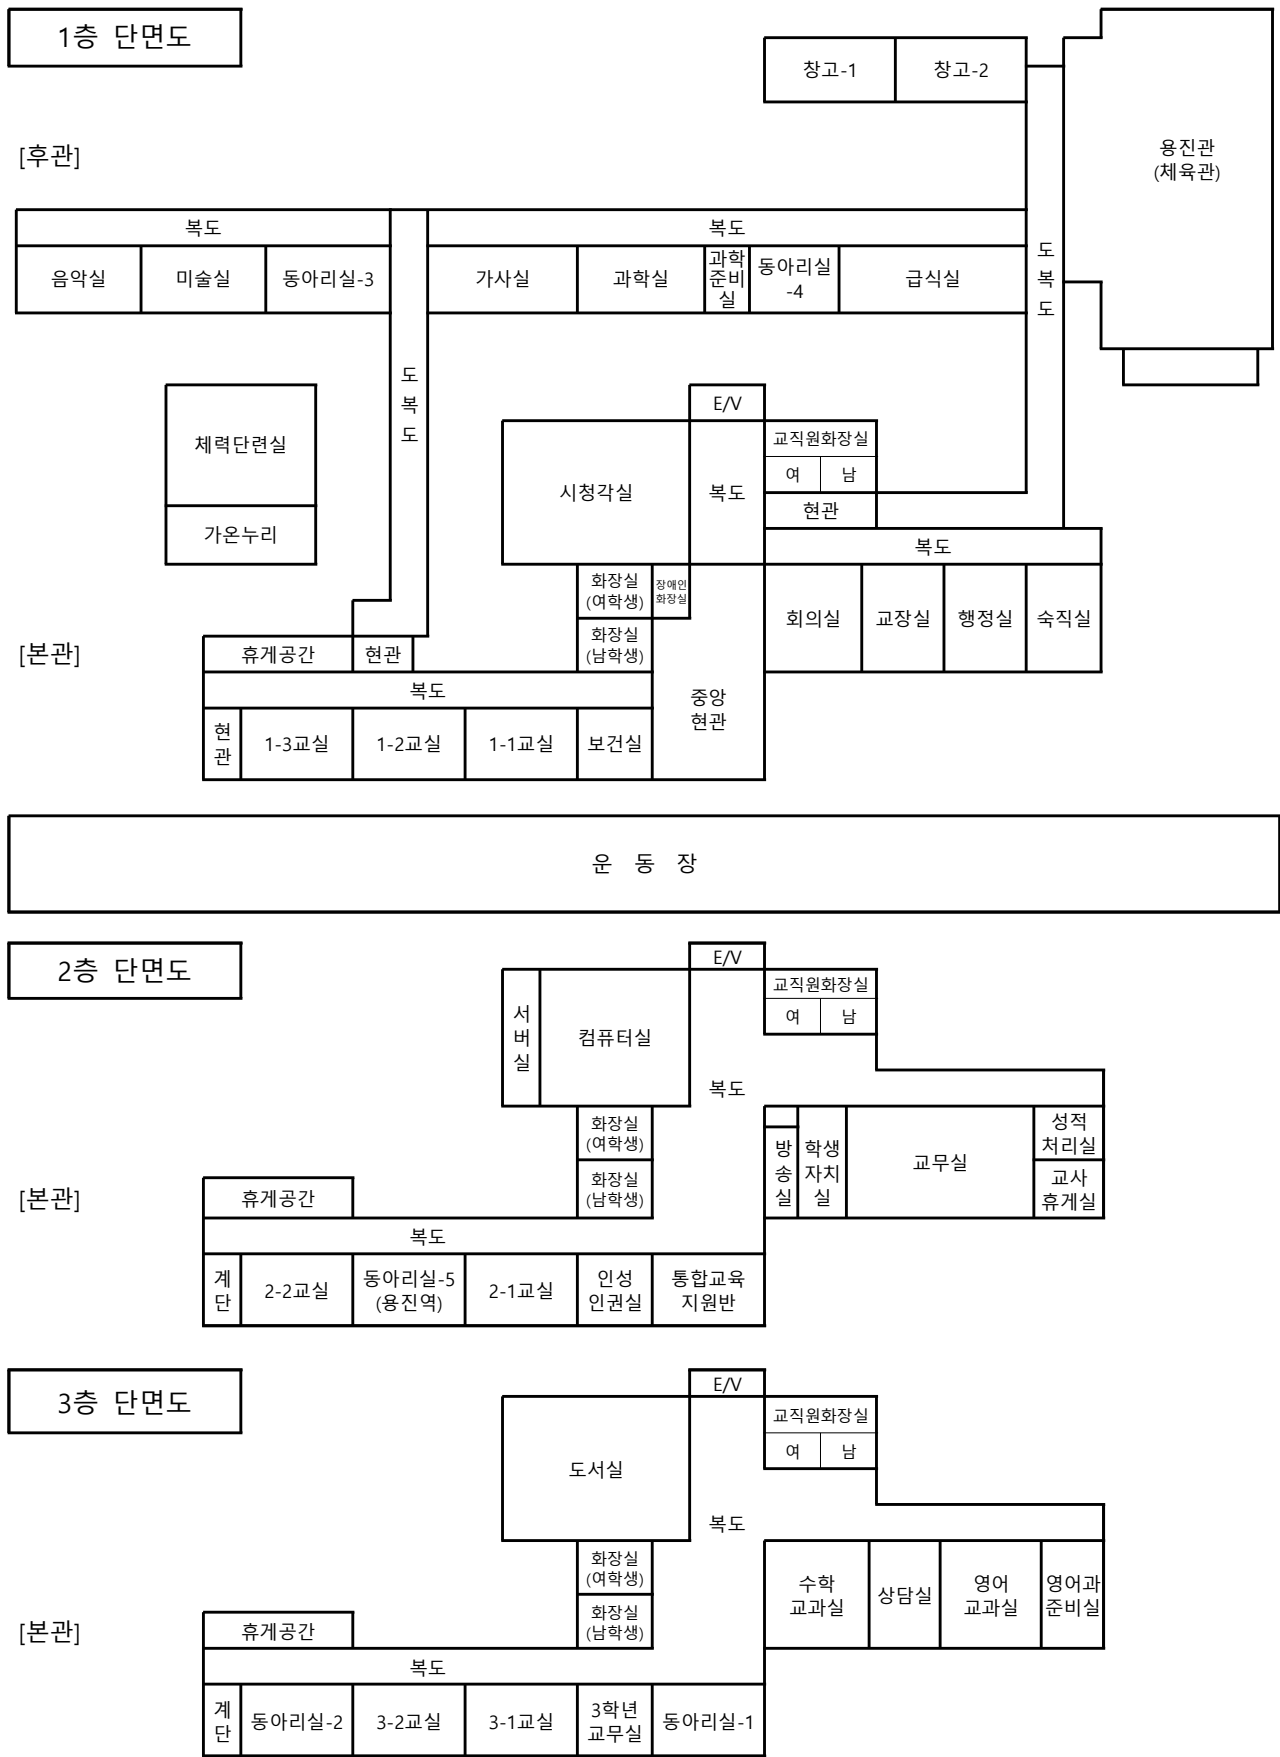 1층 단면도
창고-1
창고-2
용진관
(체육관)
[후관]
복도
복도
음악실
미술실
동아리실-3
가사실
과학실
과학
준비
실
동아리실
-4
급식실
도
복
도
도
복
도
체력단련실
가온누리
E/V
시청각실
복도
교직원화장실
여
남
현관
복도
화장실
(여학생)
장애인
화장실
화장실
(남학생)
회의실
교장실
행정실
숙직실
[본관]
휴게공간
현관
복도
중앙
현관
현
관
1-3교실
1-2교실
1-1교실
보건실
운 동 장
2층 단면도
E/V
서
버
실
컴퓨터실
교직원화장실
여
남
복도
화장실
(여학생)
화장실
(남학생)
방
송
실
학생
자치
실
교무실
성적
처리실
교사
휴게실
[본관]
휴게공간
복도
계
단
2-2교실
동아리실-5
(용진역)
2-1교실
인성
인권실
통합교육
지원반
3층 단면도
E/V
도서실
교직원화장실
여
남
복도
화장실
(여학생)
화장실
(남학생)
수학
교과실
상담실
영어
교과실
영어과
준비실
[본관]
휴게공간
복도
계
단
동아리실-2
3-2교실
3-1교실
3학년
교무실
동아리실-1